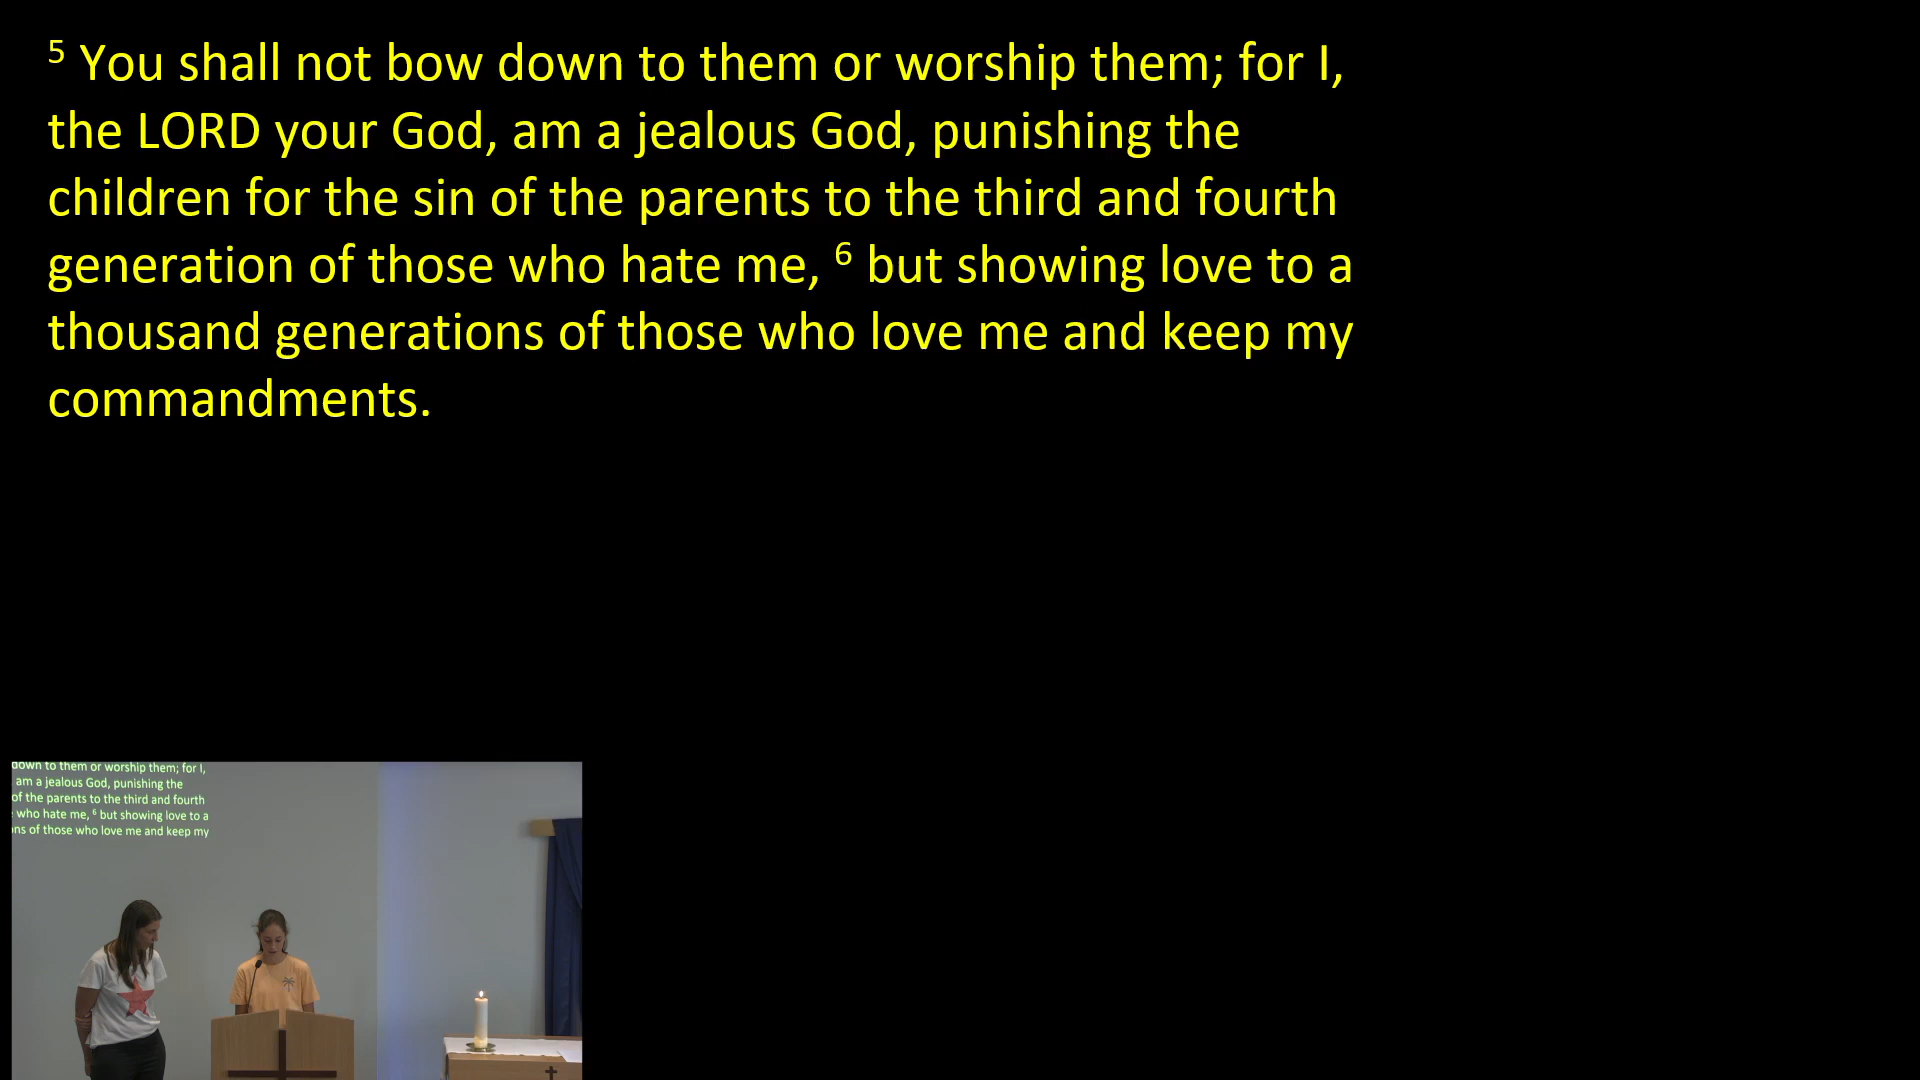 5 You shall not bow down to them or worship them; for I,
the LORD your God, am a jealous God, punishing the
children for the sin of the parents to the third and fourth
generation of those who hate me, 6 but showing love to a
thousand generations of those who love me and keep my
commandments.
down to them or worship them; for I,
am a jealous God, punishing the
of the parents to the third and fourth
who hate me, 6 but showing love to a
of those who love me and keep my